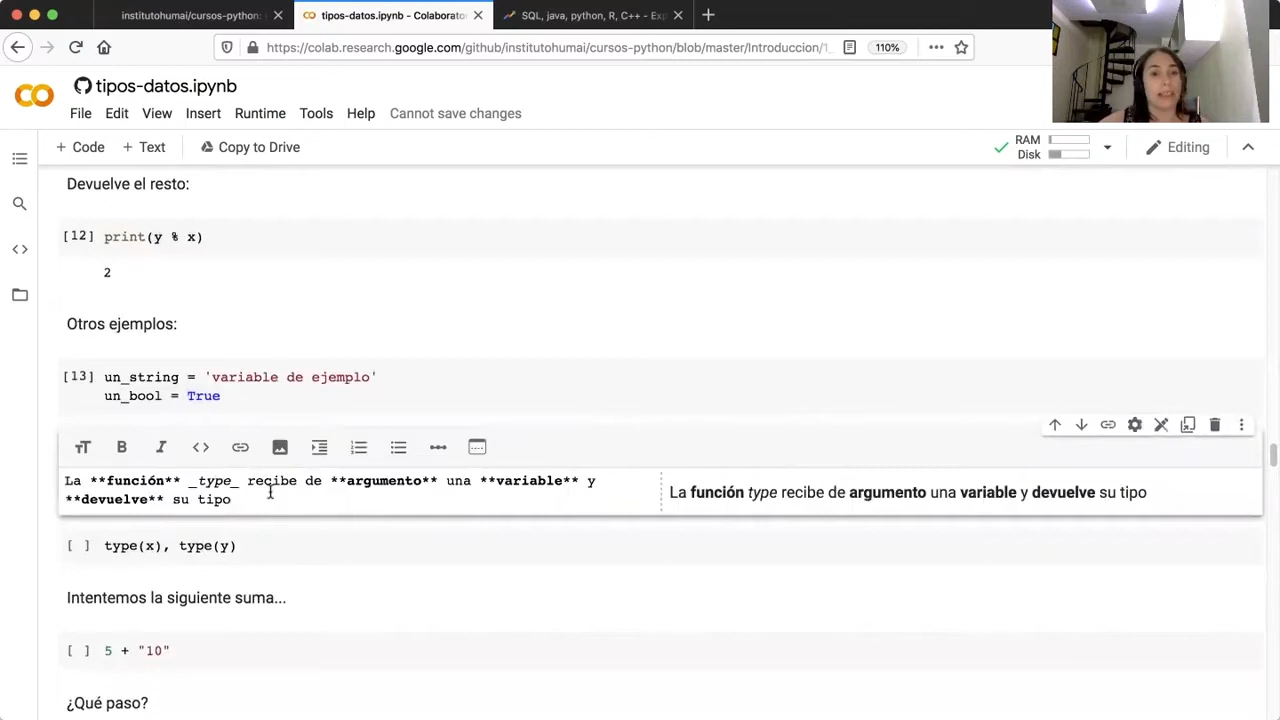 institutohumai/cursos-python:
tipos-datos.ipynb - Colaborato
SQL, java, python, R, C++ - Exp
https://colab.research.google.com/github/institutohumai/cursos-python/blob/master/Introduccion/1_
110%
tipos-datos.ipynb
File Edit View Insert Runtime Tools Help Cannot save changes
+ Code + Text Copy to Drive
RAM
Disk
Editing
Devuelve el resto:
[12] print(y % x)
2
Otros ejemplos:
[13] un_string = 'variable de ejemplo'
un_bool = True
La **función** _type_ recibe de **argumento** una **variable** y
**devuelve** su tipo
La función type recibe de argumento una variable y devuelve su tipo
[ ] type(x), type(y)
Intentemos la siguiente suma...
[ ] 5 + "10"
¿Qué paso?